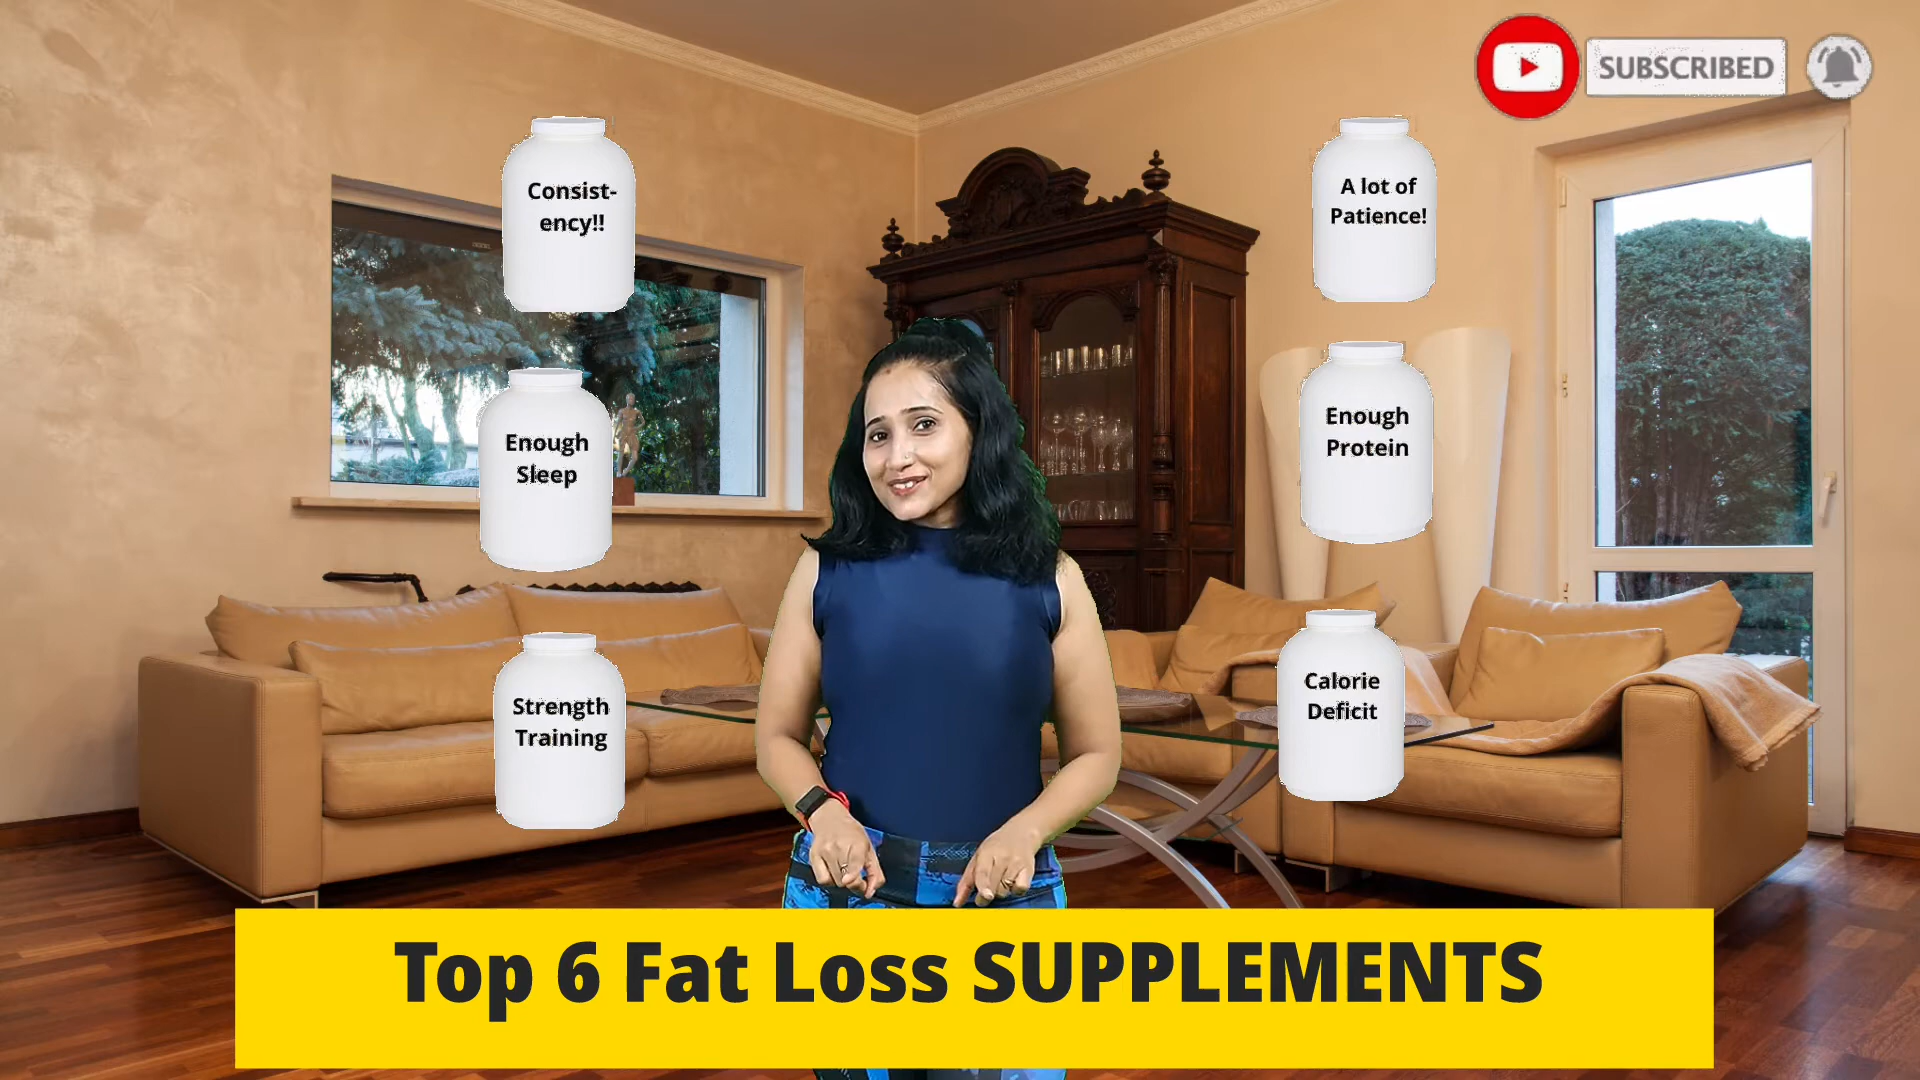 SUBSCRIBED
Consist-
ency!!
A lot of
Patience!
Enough
Sleep
Enough
Protein
Strength
Training
Calorie
Deficit
Top 6 Fat Loss SUPPLEMENTS